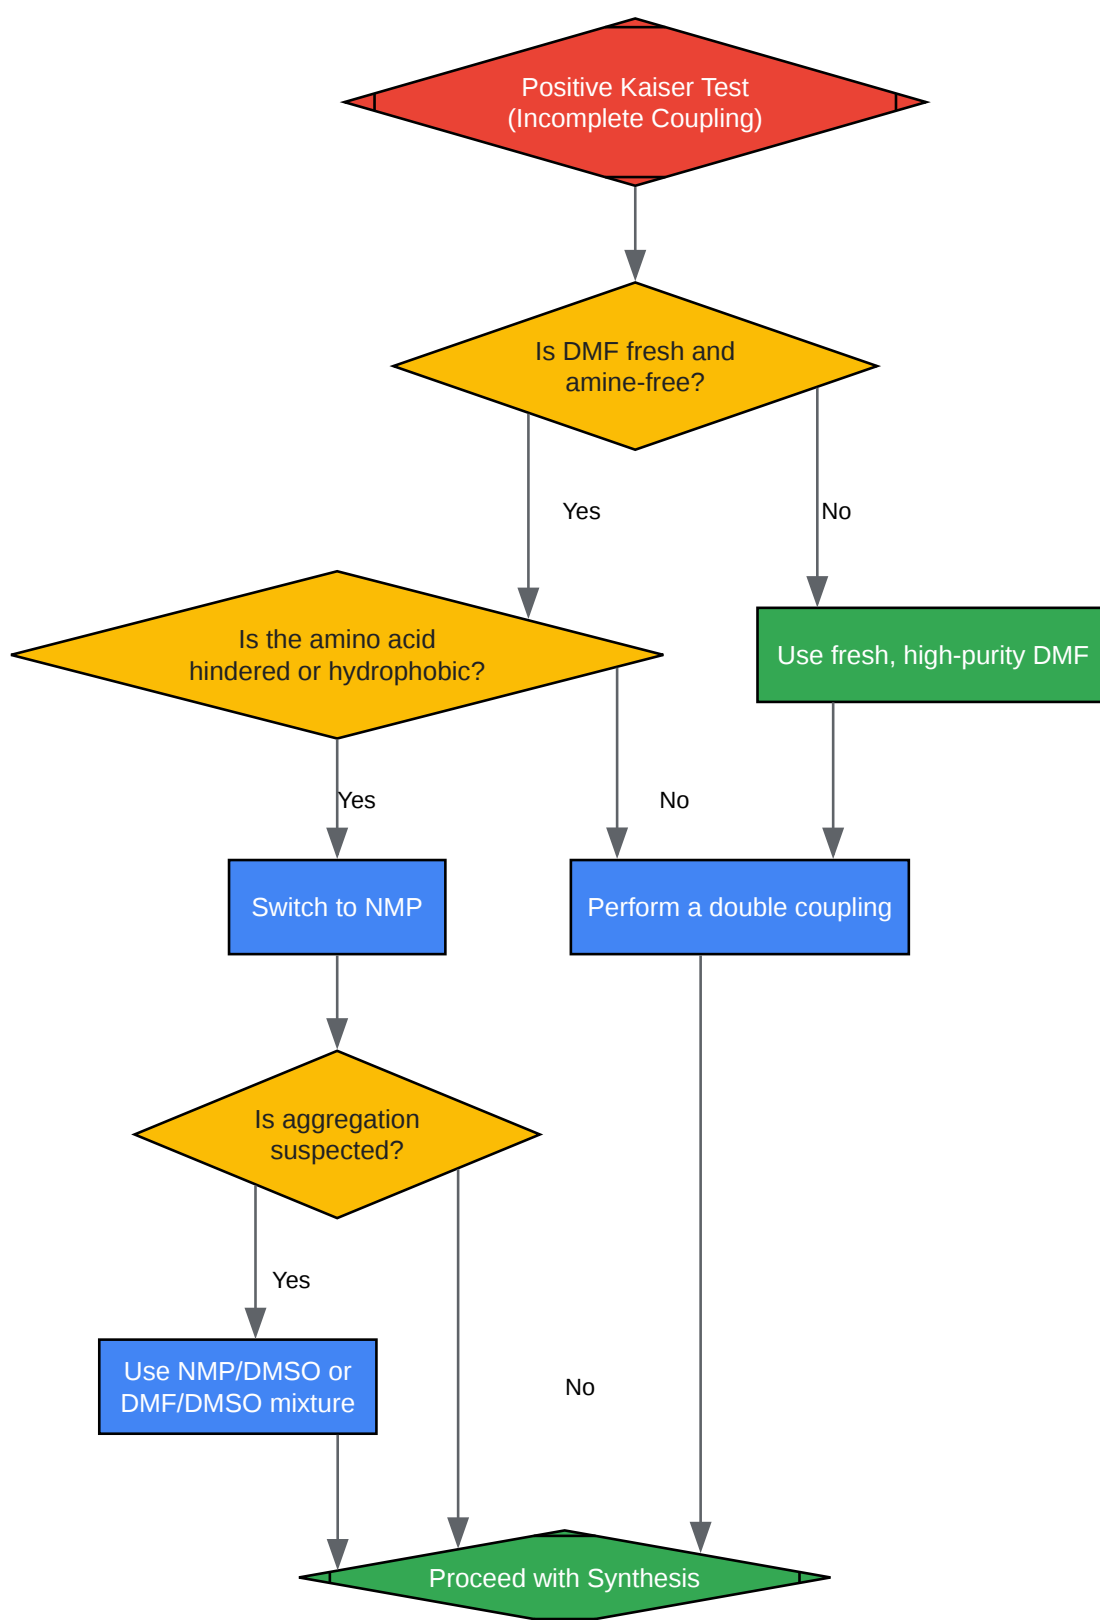 Positive Kaiser Test
(Incomplete Coupling)
Is DMF fresh and
amine-free?
Yes
No
Is the amino acid
hindered or hydrophobic?
Use fresh, high-purity DMF
Yes
No
Switch to NMP
Perform a double coupling
Is aggregation
suspected?
Yes
Use NMP/DMSO or
DMF/DMSO mixture
No
Proceed with Synthesis